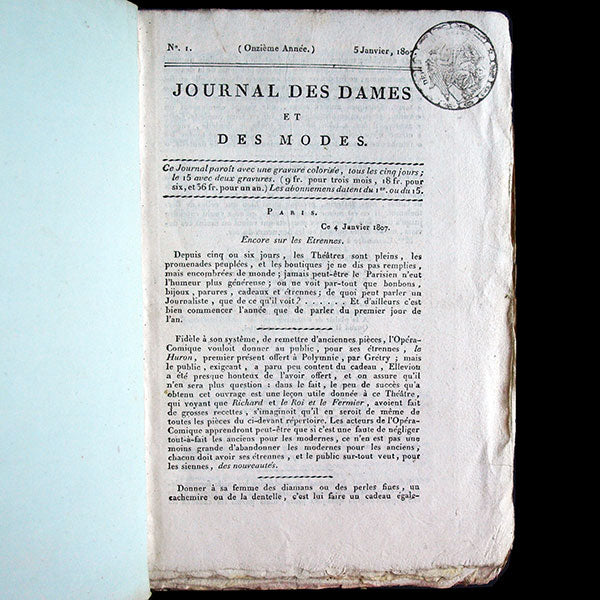 N°. 1. (Onzième Année.) 5 Janvier, 1807
JOURNAL DES DAMES
ET
DES MODES.
Ce Journal paroît avec une gravure coloriée, tous les cinq jours;
le 15 avec deux gravures. (9 fr. pour trois mois, 18 fr. pour
six, et 36 fr. pour un an.) Les abonnemens datent du 1er. ou du 15.
PARIS.
Ce 4 Janvier 1807.
Encore sur les Etrennes.
Depuis cinq ou six jours, les Théâtres sont pleins, les
promenades peuplées, et les boutiques je ne dis pas remplies,
mais encombrées de monde; jamais peut-être le Parisien n'eut
l'humeur plus généreuse; on ne voit par-tout que bonbons,
bijoux, parures, cadeaux et étrennes; de quoi peut parler un
Journaliste, que de ce qu'il voit? . . . . . . Et d'ailleurs c'est
bien commencer l'année que de parler du premier jour de
l'an.
Fidèle à son système, de remettre d'anciennes pièces, l'Opéra-
Comique vouloit donner au public, pour ses étrennes, le
Huron, premier présent offert à Polymnie, par Grétry; mais
le public, exigeant, a paru peu content du cadeau, Elleviou
a été presque honteux de l'avoir offert, et on assure qu'il
n'en sera plus question: dans le fait, le peu de succès qu'a
obtenu cet ouvrage est une leçon utile donnée à ce Théâtre,
qui voyant que Richard et le Roi et le Fermier, avoient fait
de grosses recettes, s'imaginoit qu'il en seroit de même de
toutes les pièces du ci-devant répertoire. Les acteurs de l'Opéra-
Comique apprendront peut-être que si c'est une faute de négliger
tout-à-fait les anciens pour les modernes, ce n'en est pas une
moins grande d'abandonner les modernes pour les anciens,
chacun doit avoir ses étrennes, et le public sur-tout veut, pour
les siennes, des nouveautés.
Donner à sa femme des diamans ou des perles fines, un
cachemire ou de la dentelle, c'est lui faire un cadeau égale-